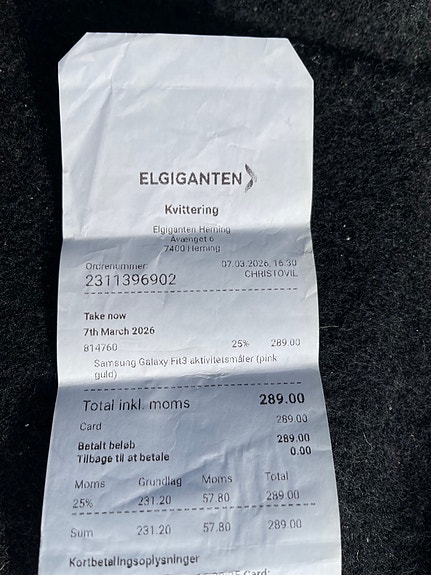 ELGIGANTEN
Kvittering
Elgiganten Herning
Avænget 6
7400 Herning
Ordrenummer: 07.03.2026, 16:30
2311396902 CHRISTOVIL
Take now
7th March 2026
814760 25% 289.00
Samsung Galaxy Fit3 aktivitetsmåler (pink
guld)
Total inkl. moms 289.00
Card 289.00
Betalt beløb 289.00
Tilbage til at betale 0.00
Moms Grundlag Moms Total
25% 231.20 57.80 289.00
Sum 231.20 57.80 289.00
Kortbetalingsoplysninger
Card: